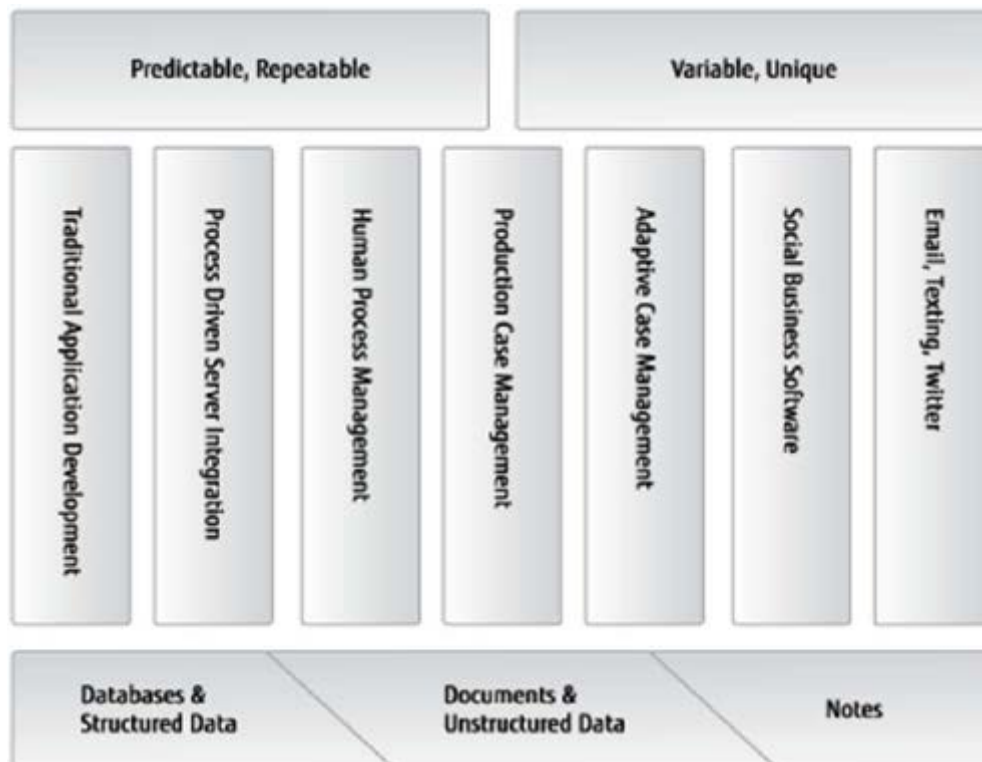 Predictable, Repeatable
Variable, Unique
Traditional Application Development
Process Driven Server Integration
Human Process Management
Production Case Management
Adaptive Case Management
Social Business Software
Email, Texting, Twitter
Databases &
Structured Data
Documents &
Unstructured Data
Notes